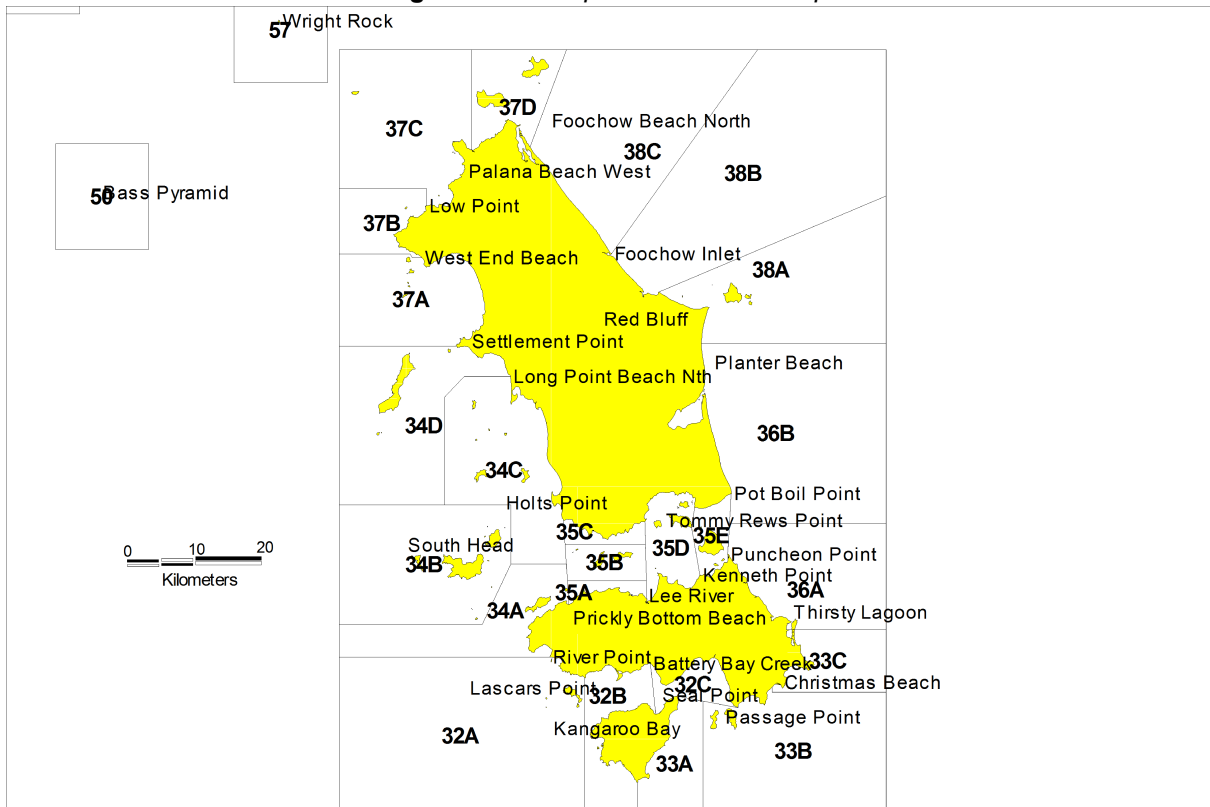 57
Wright Rock
37D
37C
Foochow Beach North
38C
Palana Beach West
38B
50
Bass Pyramid
Low Point
37B
Foochow Inlet
West End Beach
38A
37A
Red Bluff
Settlement Point
Planter Beach
Long Point Beach Nth
34D
36B
34C
Pot Boil Point
Holts Point
Tommy Rews Point
35C
35E
South Head
35D
0 10 20
Kilometers
Puncheon Point
34B
35B
Kenneth Point
36A
35A
Lee River
34A
Thirsty Lagoon
Prickly Bottom Beach
River Point
Battery Bay Creek
33C
Lascars Point
32B
32C
Christmas Beach
Seal Point
Passage Point
Kangaroo Bay
32A
33B
33A